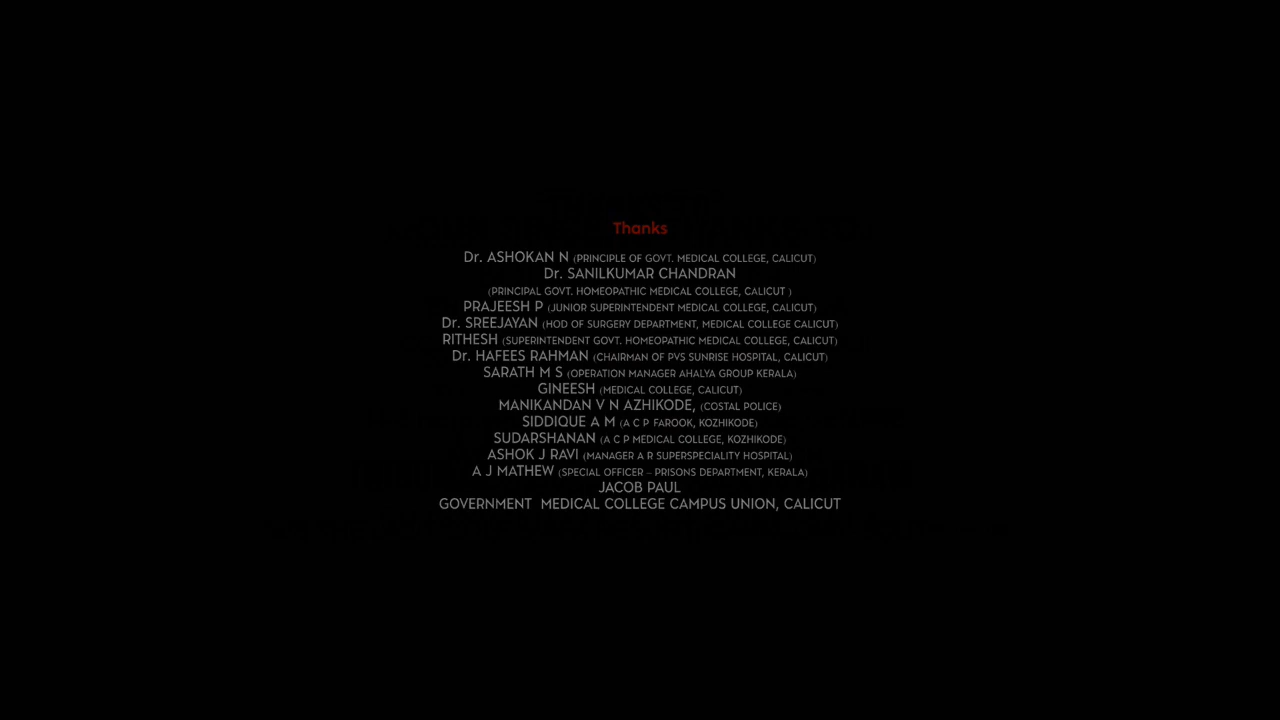 Thanks
Dr. ASHOKAN N (PRINCIPLE OF GOVT. MEDICAL COLLEGE, CALICUT)
Dr. SANILKUMAR CHANDRAN
(PRINCIPAL GOVT. HOMEOPATHIC MEDICAL COLLEGE, CALICUT )
PRAJEESH P (JUNIOR SUPERINTENDENT MEDICAL COLLEGE, CALICUT)
Dr. SREEJAYAN (HOD OF SURGERY DEPARTMENT, MEDICAL COLLEGE CALICUT)
RITHESH (SUPERINTENDENT GOVT. HOMEOPATHIC MEDICAL COLLEGE, CALICUT)
Dr. HAFEES RAHMAN (CHAIRMAN OF PVS SUNRISE HOSPITAL, CALICUT)
SARATH M S (OPERATION MANAGER AHALYA GROUP KERALA)
GINEESH (MEDICAL COLLEGE, CALICUT)
MANIKANDAN V N AZHIKODE, (COSTAL POLICE)
SIDDIQUE A M (A C P FAROOK, KOZHIKODE)
SUDARSHANAN (A C P MEDICAL COLLEGE, KOZHIKODE)
ASHOK J RAVI (MANAGER A R SUPERSPECIALITY HOSPITAL)
A J MATHEW (SPECIAL OFFICER – PRISONS DEPARTMENT, KERALA)
JACOB PAUL
GOVERNMENT MEDICAL COLLEGE CAMPUS UNION, CALICUT